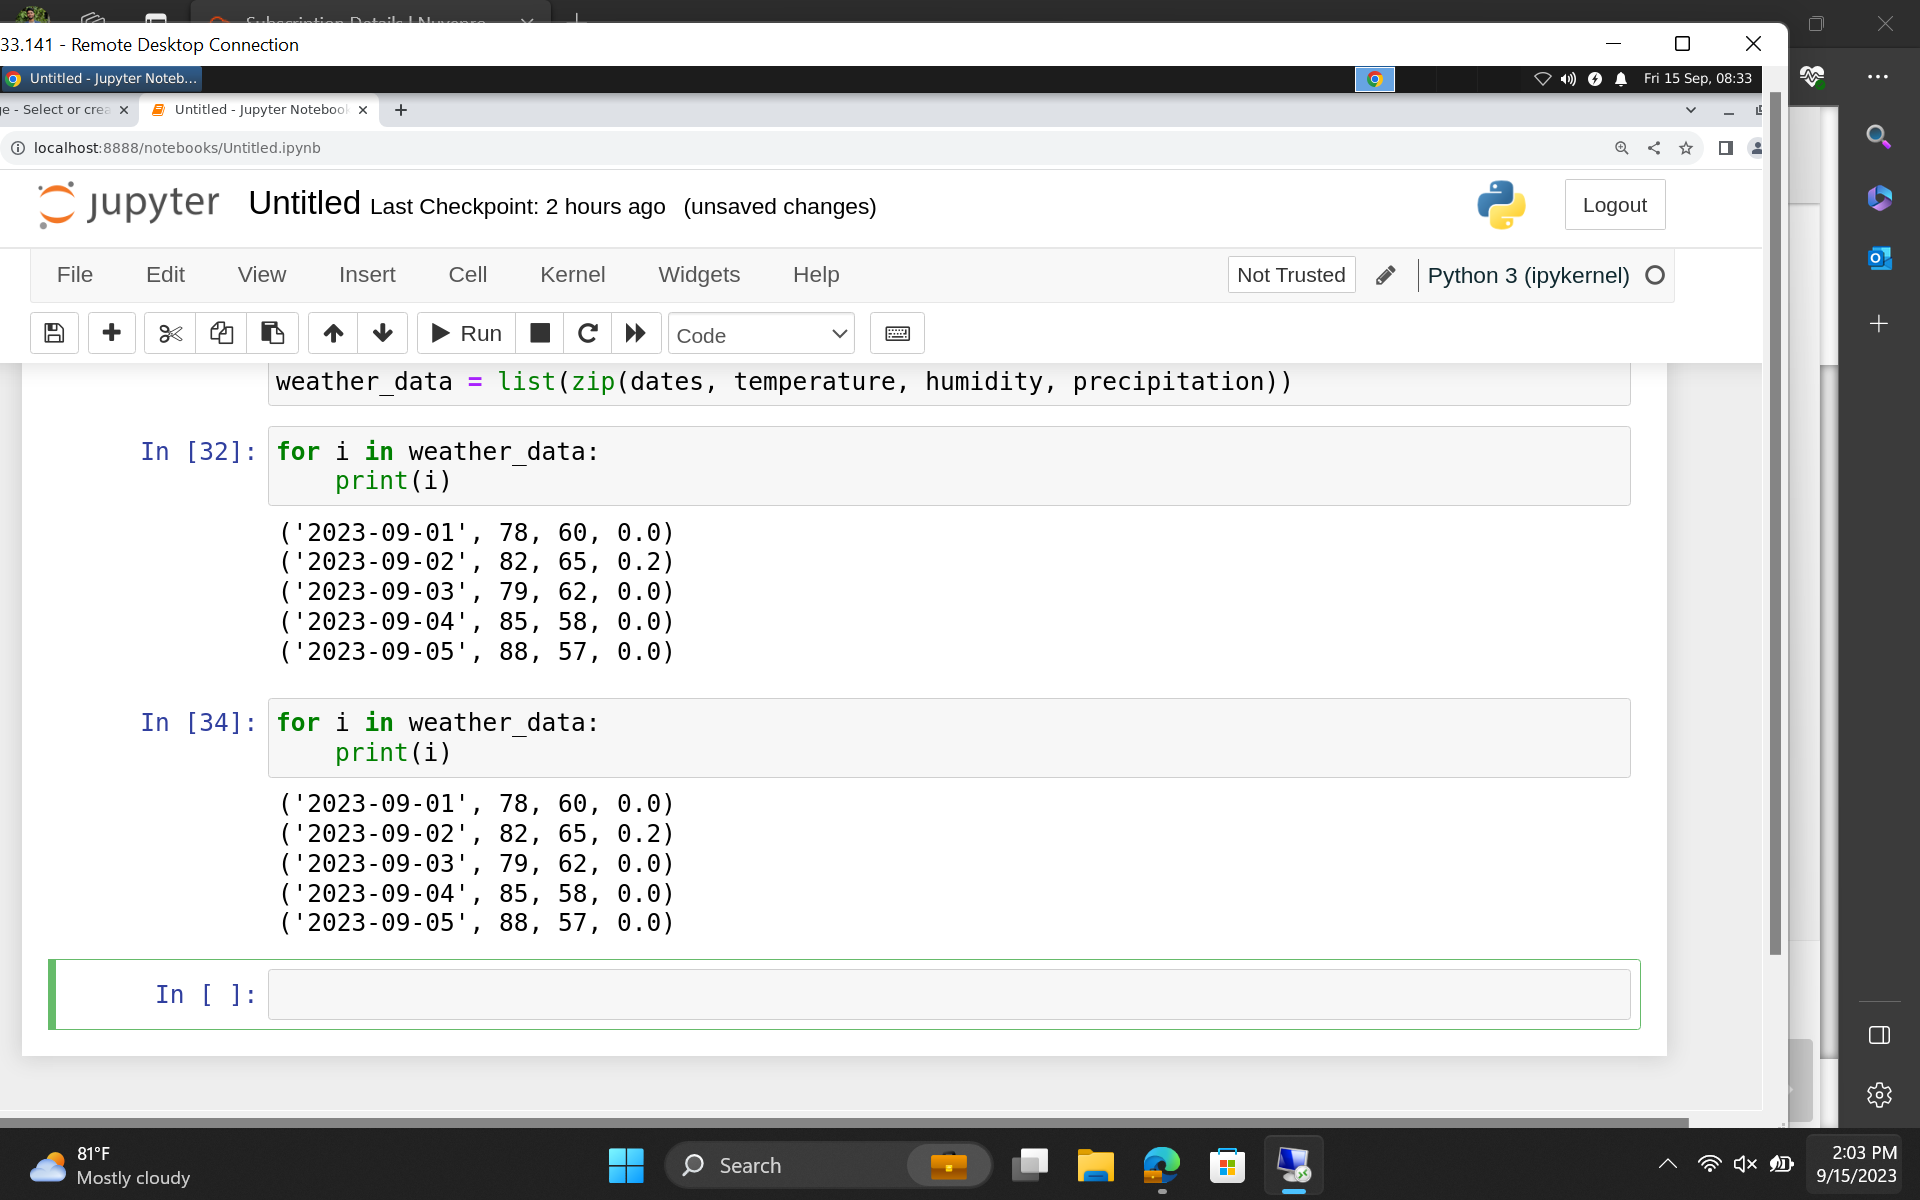 Subscription Details | Nuvepro
33.141 - Remote Desktop Connection
Untitled - Jupyter Noteb...
Fri 15 Sep, 08:33
ge - Select or crea
Untitled - Jupyter Notebook
localhost:8888/notebooks/Untitled.ipynb
jupyter Untitled Last Checkpoint: 2 hours ago (unsaved changes)
Logout
File Edit View Insert Cell Kernel Widgets Help
Not Trusted
Python 3 (ipykernel)
Run
Code
weather_data = list(zip(dates, temperature, humidity, precipitation))
In [32]: for i in weather_data:
print(i)
('2023-09-01', 78, 60, 0.0)
('2023-09-02', 82, 65, 0.2)
('2023-09-03', 79, 62, 0.0)
('2023-09-04', 85, 58, 0.0)
('2023-09-05', 88, 57, 0.0)
In [34]: for i in weather_data:
print(i)
('2023-09-01', 78, 60, 0.0)
('2023-09-02', 82, 65, 0.2)
('2023-09-03', 79, 62, 0.0)
('2023-09-04', 85, 58, 0.0)
('2023-09-05', 88, 57, 0.0)
In [ ]:
81°F
Mostly cloudy
Search
2:03 PM
9/15/2023